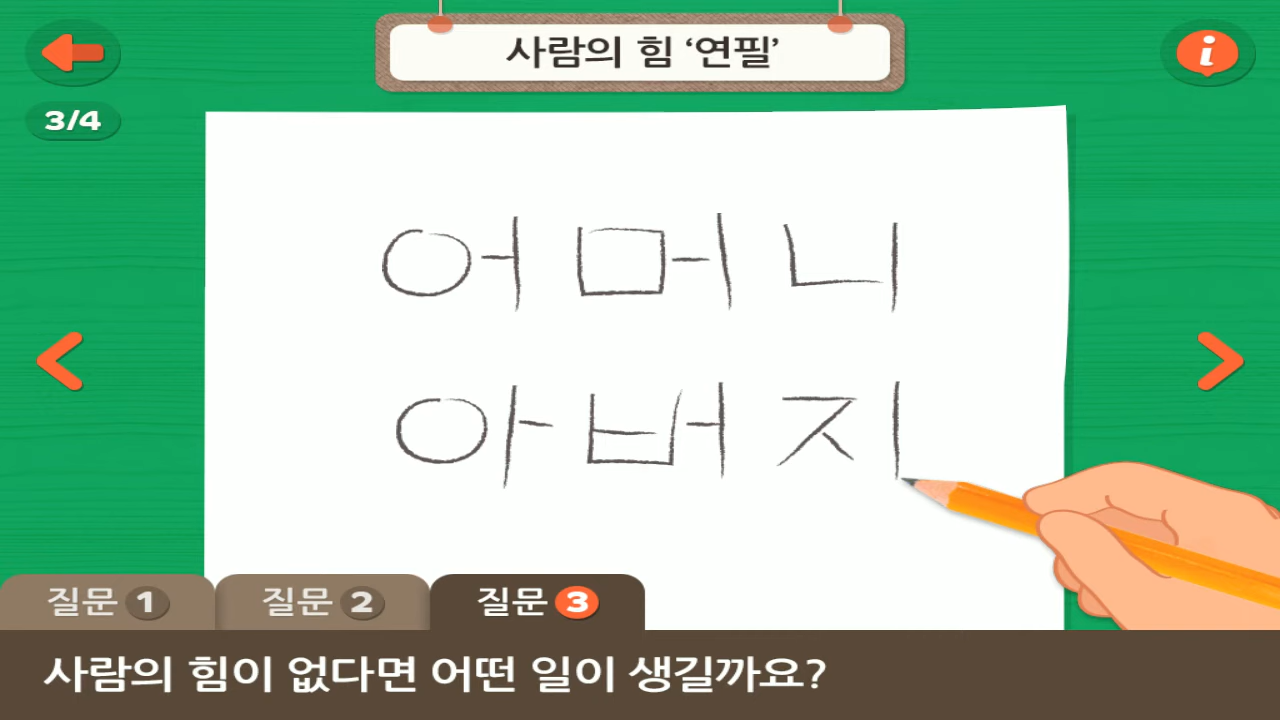 사람의 힘 ‘연필’
i
3/4
어머니
아버지
질문 1
질문 2
질문 3
사람의 힘이 없다면 어떤 일이 생길까요?